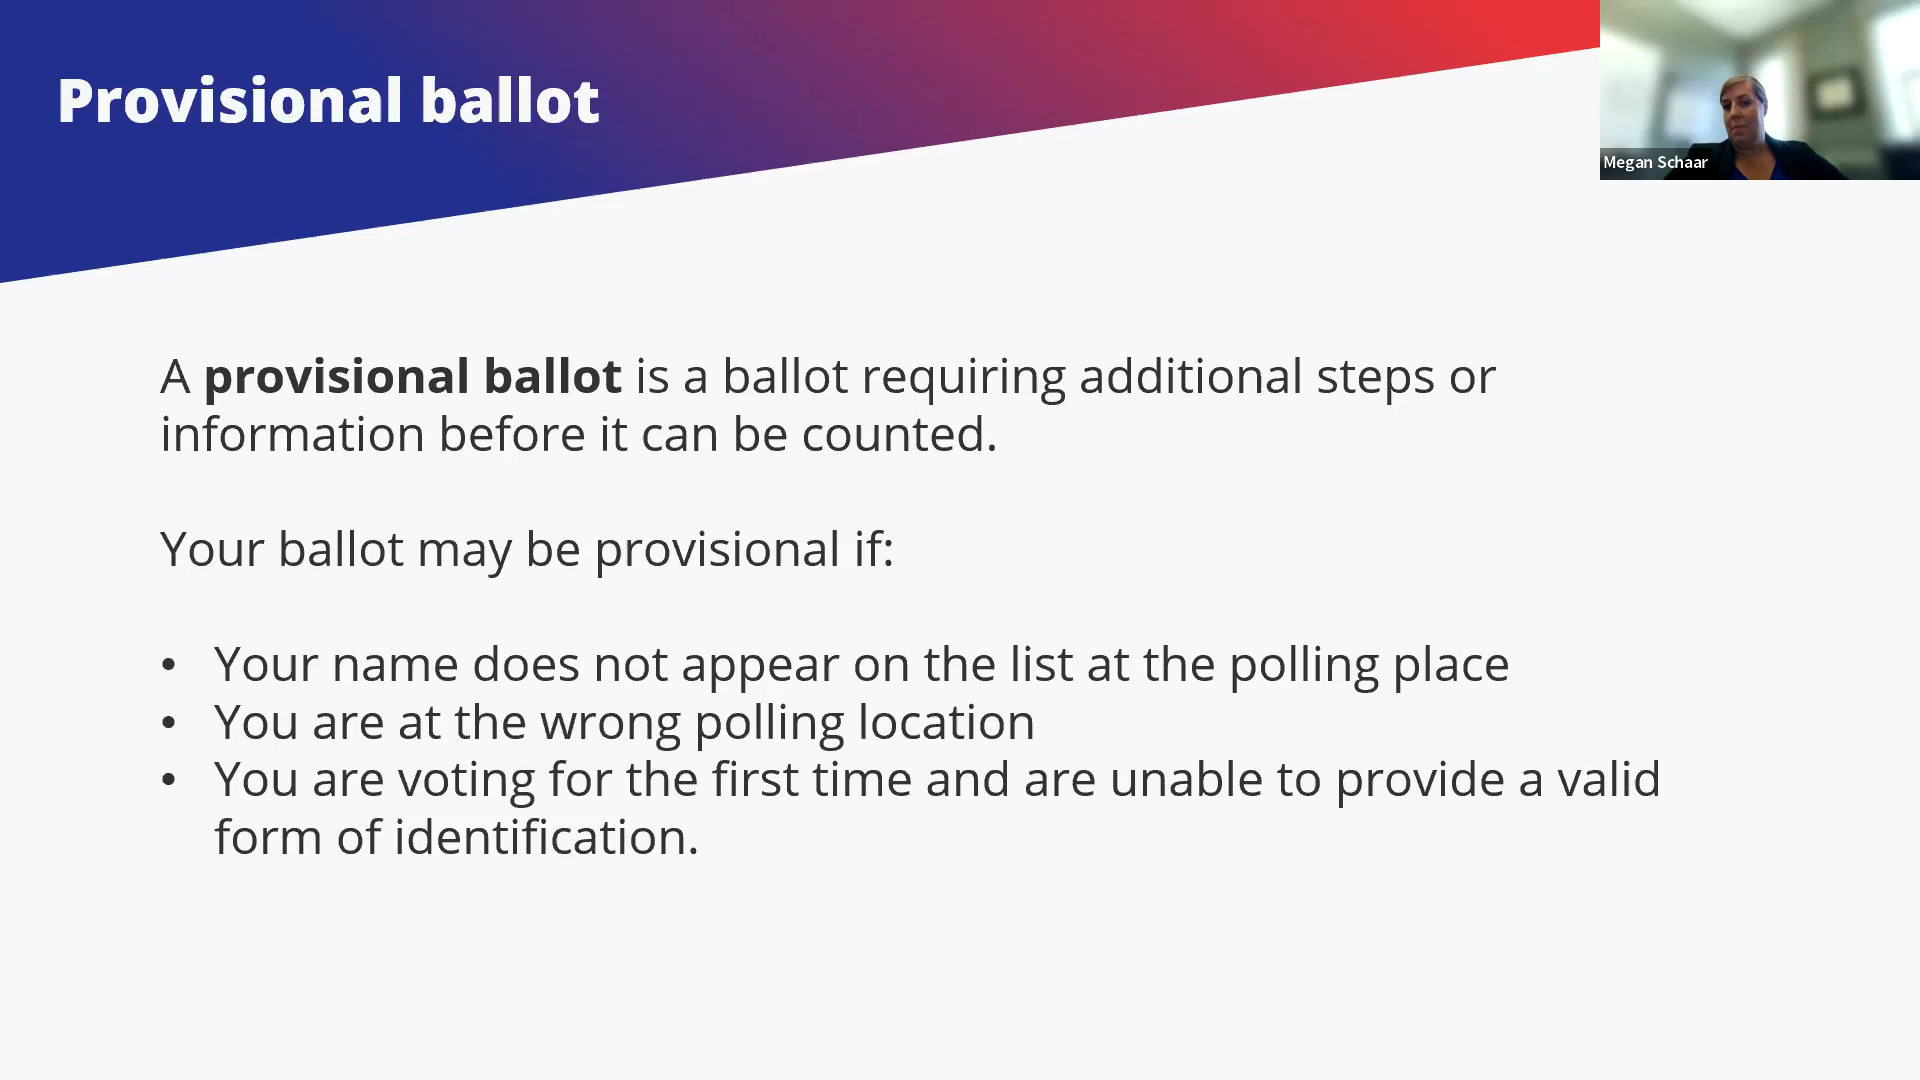 Provisional ballot
Megan Schaar
A provisional ballot is a ballot requiring additional steps or
information before it can be counted.
Your ballot may be provisional if:
• Your name does not appear on the list at the polling place
• You are at the wrong polling location
• You are voting for the first time and are unable to provide a valid
form of identification.